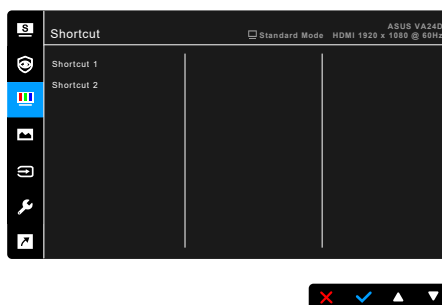 S
Shortcut
ASUS VA24D
Standard Mode HDMI 1920 x 1080 @ 60Hz
Shortcut 1
Shortcut 2